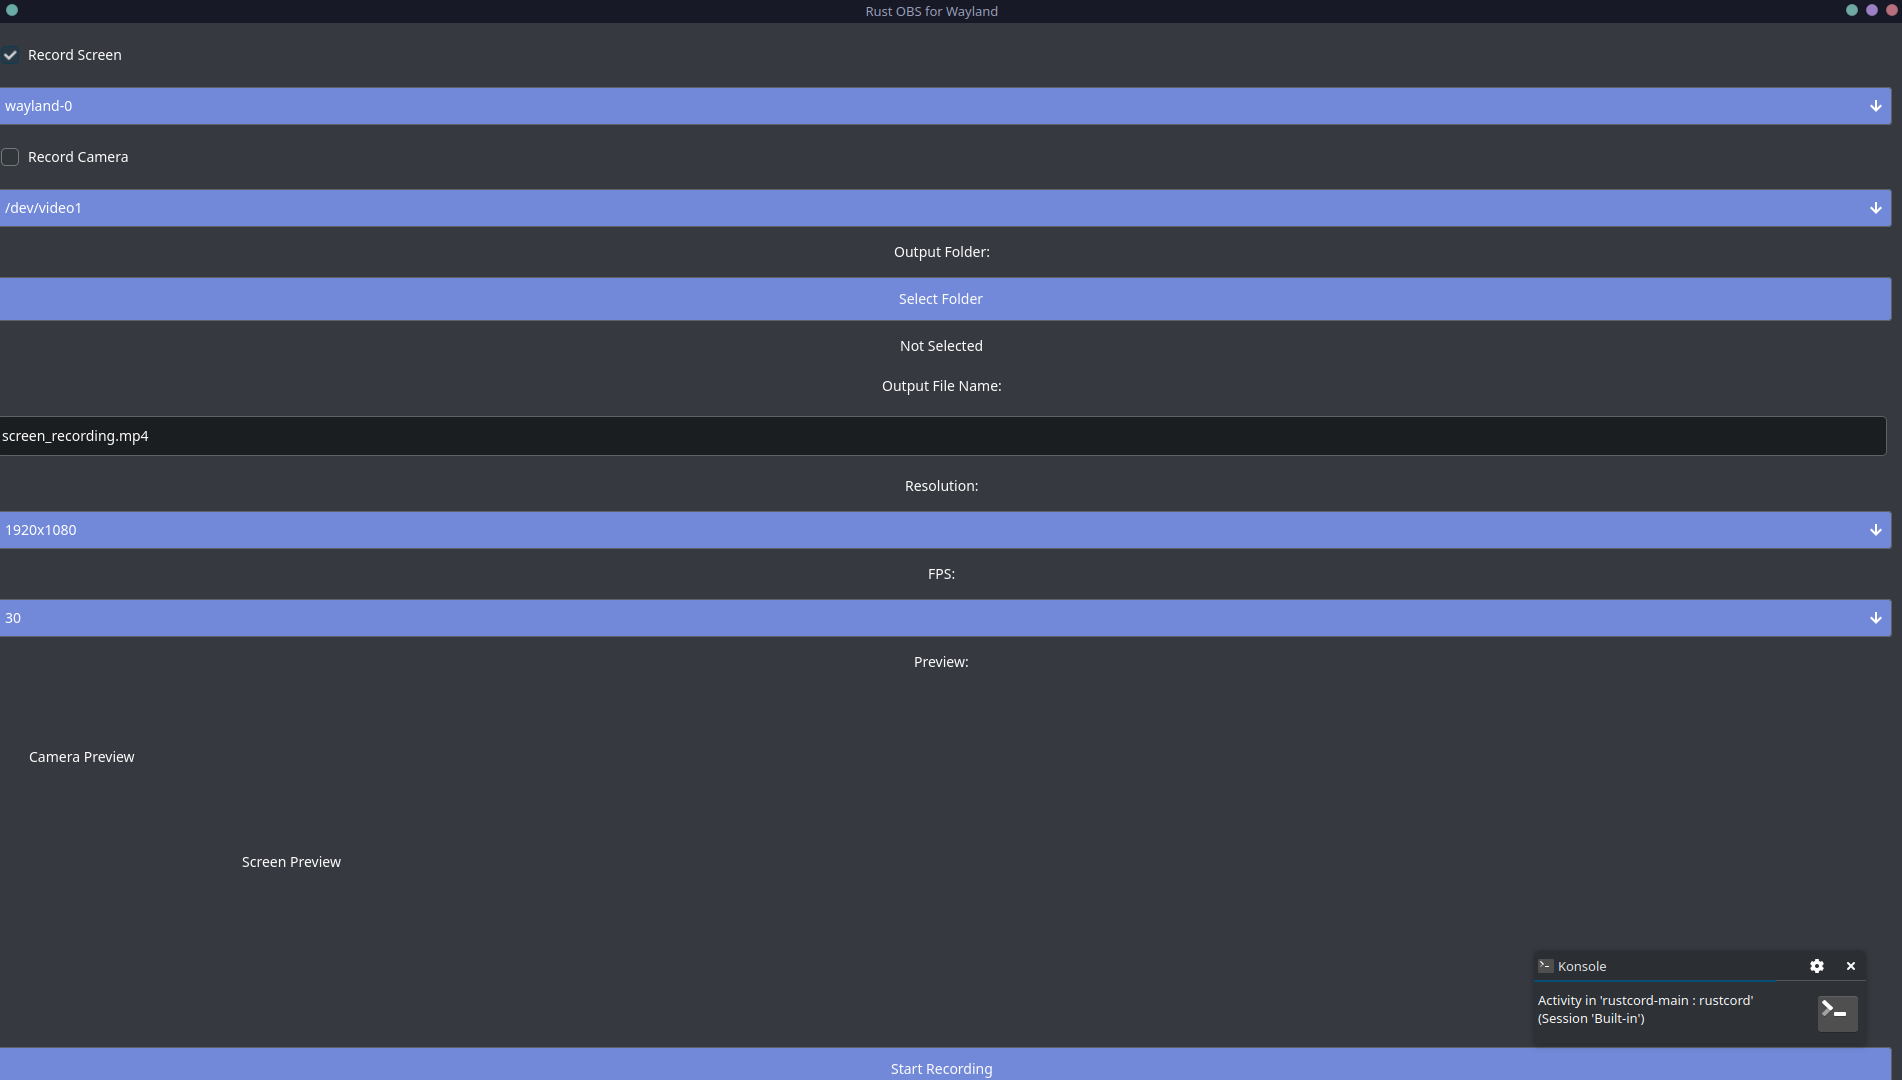 Rust OBS for Wayland
Record Screen
wayland-0
Record Camera
/dev/video1
Output Folder:
Select Folder
Not Selected
Output File Name:
screen_recording.mp4
Resolution:
1920x1080
FPS:
30
Preview:
Camera Preview
Screen Preview
Konsole
Activity in 'rustcord-main : rustcord'
(Session 'Built-in')
Start Recording